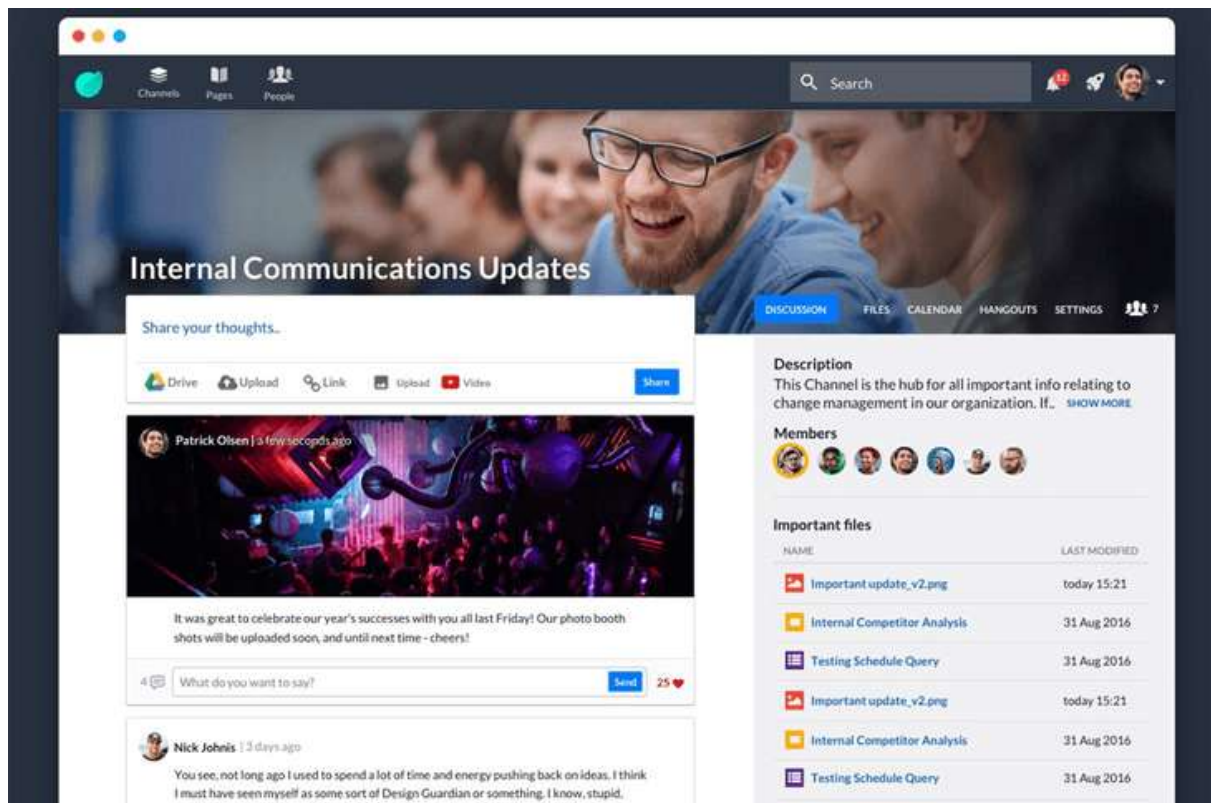 Channels
Pages
People
Search
12
Internal Communications Updates
DISCUSSION
FILES
CALENDAR
HANGOUTS
SETTINGS
7
Share your thoughts..
Drive
Upload
Link
Upload
Video
Share
Patrick Olsen | a few seconds ago
It was great to celebrate our year's successes with you all last Friday! Our photo booth
shots will be uploaded soon, and until next time - cheers!
4
What do you want to say?
Send
25
Nick Johnis | 3 days ago
You see, not long ago I used to spend a lot of time and energy pushing back on ideas. I think
I must have seen myself as some sort of Design Guardian or something. I know, stupid.
Description
This Channel is the hub for all important info relating to
change management in our organization. If.. SHOW MORE
Members
Important files
NAME LAST MODIFIED
Important update_v2.png today 15:21
Internal Competitor Analysis 31 Aug 2016
Testing Schedule Query 31 Aug 2016
Important update_v2.png today 15:21
Internal Competitor Analysis 31 Aug 2016
Testing Schedule Query 31 Aug 2016